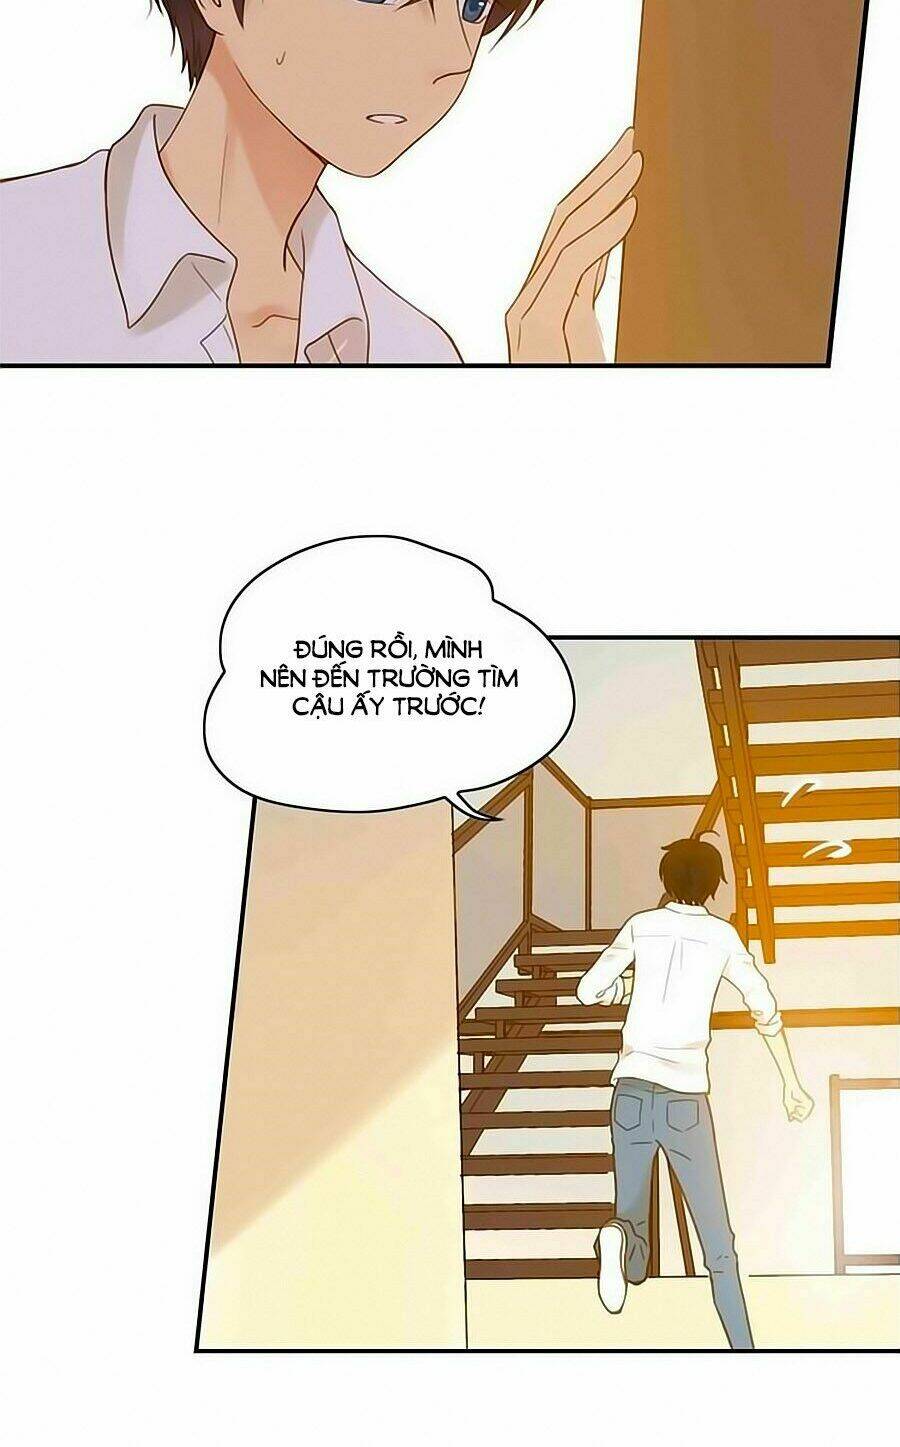 ĐÚNG RỒI, MÌNH
NÊN ĐẾN TRƯỜNG TÌM
CẬU ẤY TRƯỚC!